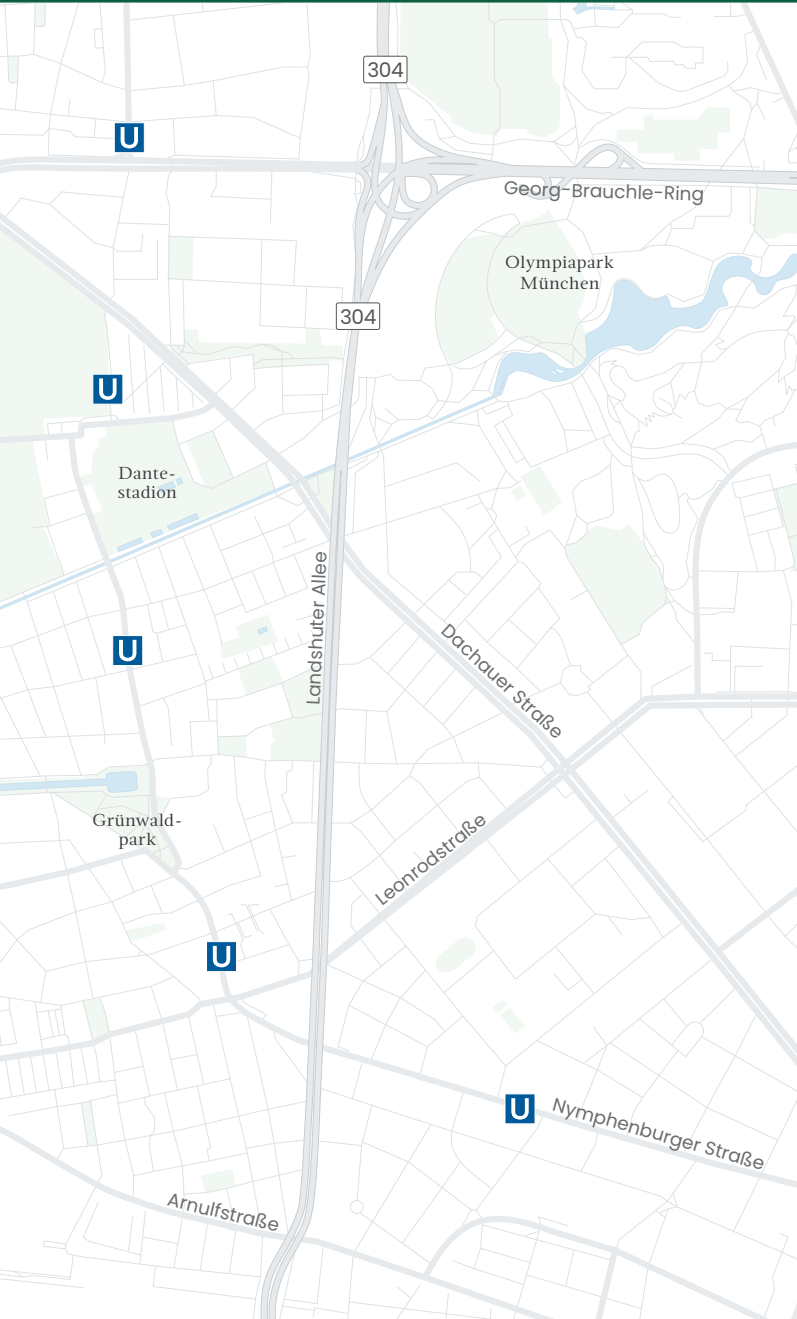 304
U
Georg-Brauchle-Ring
Olympiapark
München
304
U
Dante-
stadion
Landshuter Allee
Dachauer Straße
U
Grünwald-
park
Leonrodstraße
U
Nymphenburger Straße
U
Arnulfstraße